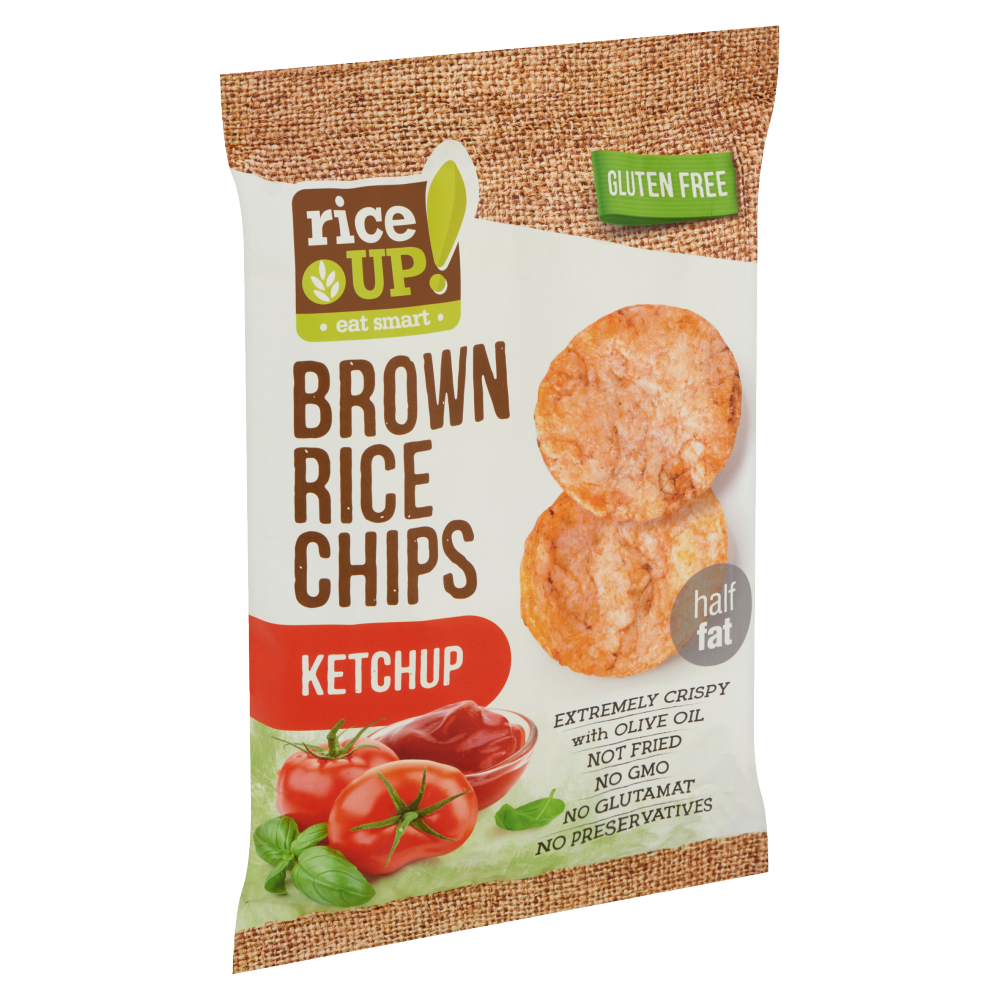 rice
UP!
• eat smart •
GLUTEN FREE
BROWN
RICE
CHIPS
KETCHUP
half
fat
EXTREMELY CRISPY
with OLIVE OIL
NOT FRIED
NO GMO
NO GLUTAMAT
NO PRESERVATIVES